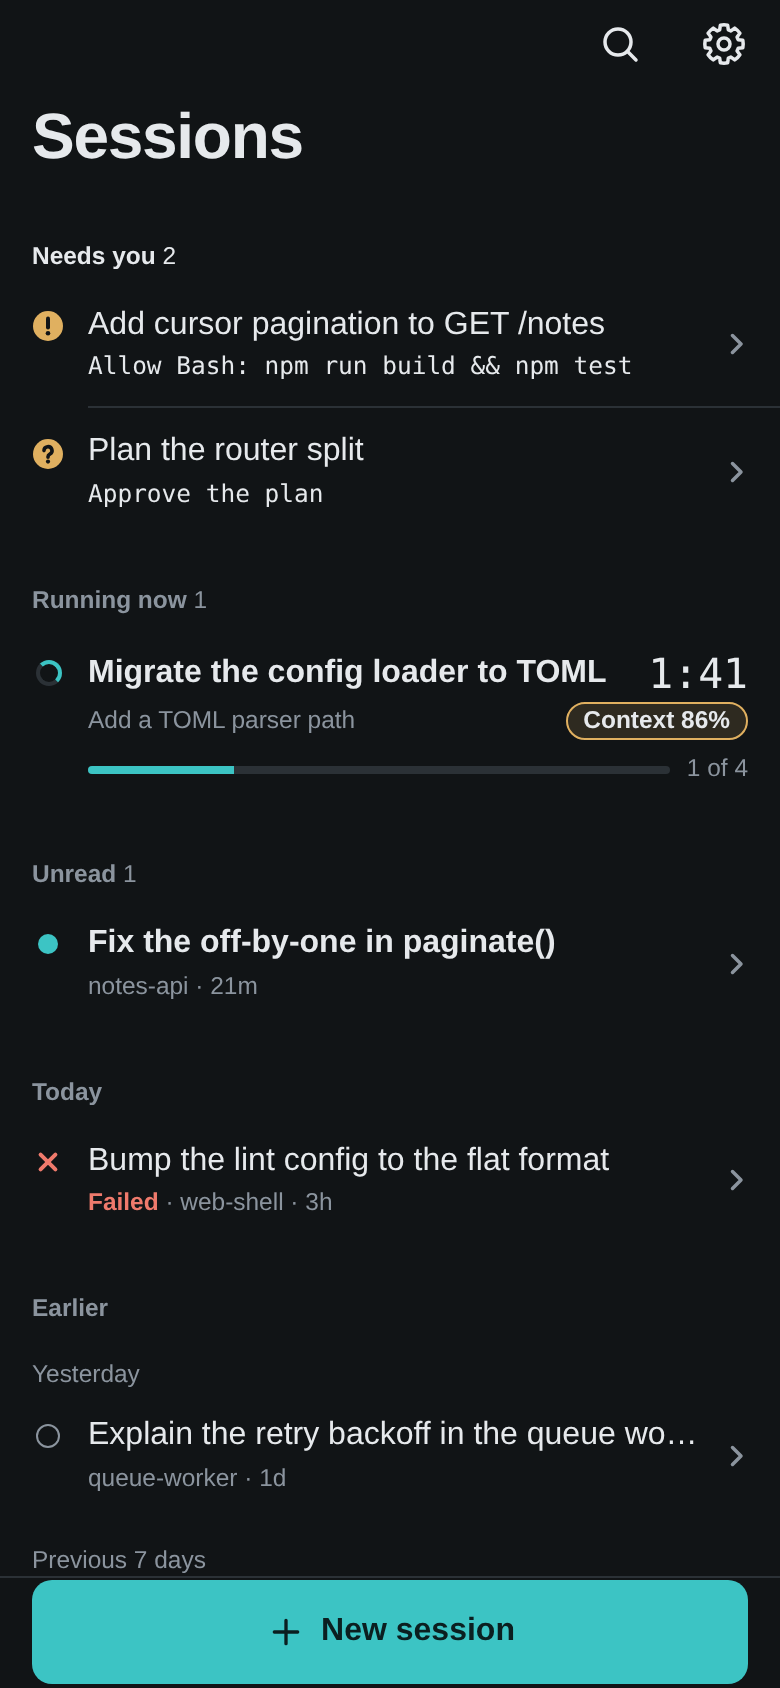 Sessions
Needs you 2
Add cursor pagination to GET /notes
Allow Bash: npm run build && npm test
Plan the router split
Approve the plan
Running now 1
Migrate the config loader to TOML 1:41
Add a TOML parser path Context 86%
1 of 4
Unread 1
Fix the off-by-one in paginate()
notes-api · 21m
Today
Bump the lint config to the flat format
Failed · web-shell · 3h
Earlier
Yesterday
Explain the retry backoff in the queue wo…
queue-worker · 1d
Previous 7 days
New session